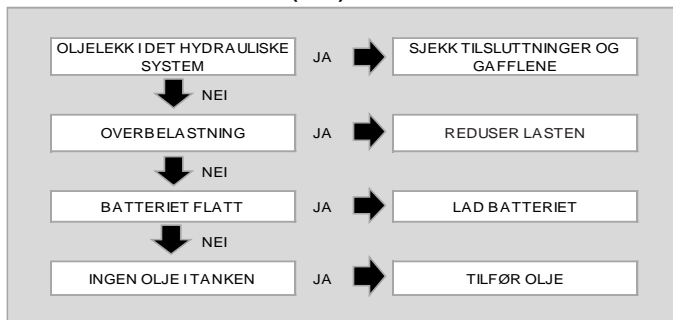 OLJELEKK I DET HYDRAULISKE
SYSTEM
JA
SJEKK TILSLUTTNINGER OG
GAFFLENE
NEI
OVERBELASTNING
JA
REDUSER LASTEN
NEI
BATTERIET FLATT
JA
LAD BATTERIET
NEI
INGEN OLJE I TANKEN
JA
TILFØR OLJE